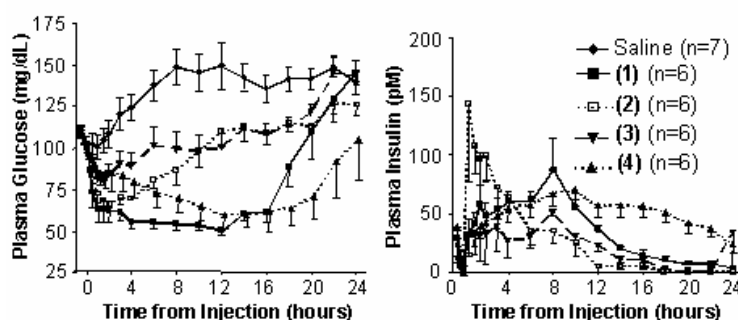 Plasma Glucose (mg/dL)
175
150
125
100
75
50
25
0 4 8 12 16 20 24
Time from Injection (hours)
Plasma Insulin (pM)
200
150
100
50
0
0 4 8 12 16 20 24
Time from Injection (hours)
Saline (n=7)
(1) (n=6)
(2) (n=6)
(3) (n=6)
(4) (n=6)